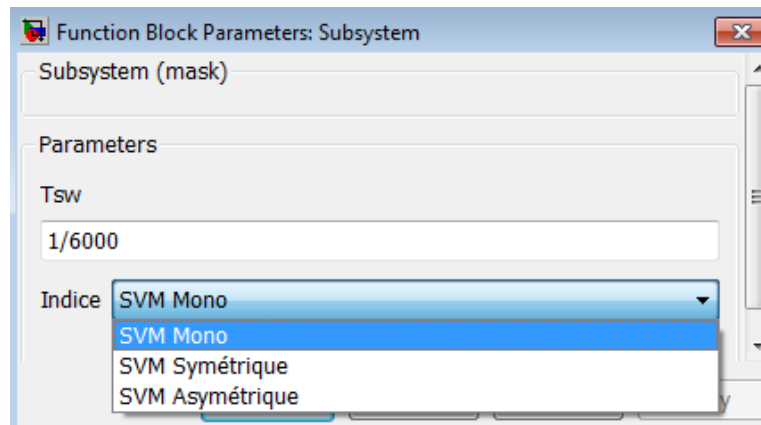 Function Block Parameters: Subsystem
Subsystem (mask)
Parameters
Tsw
1/6000
Indice SVM Mono
SVM Mono
SVM Symétrique
SVM Asymétrique